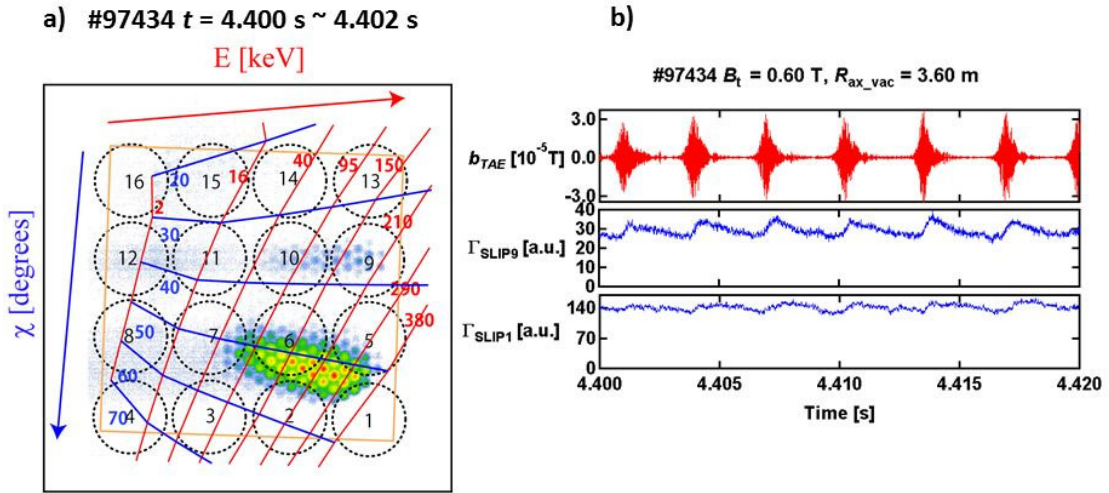 a) #97434 t = 4.400 s ~ 4.402 s
E [keV]
χ [degrees]
16 20 15 16 14 40 95 13 150
2
30 210
12 11 10 9
40 290
380
8 50 7 6 5
60
4 70 3 2 1
b)
#97434 Bt = 0.60 T, Rax_vac = 3.60 m
bTAE [10-5T]
3.0
0.0
-3.0
ΓSLIP9 [a.u.]
40
30
20
10
0
ΓSLIP1 [a.u.]
140
70
0
4.400 4.405 4.410 4.415 4.420
Time [s]